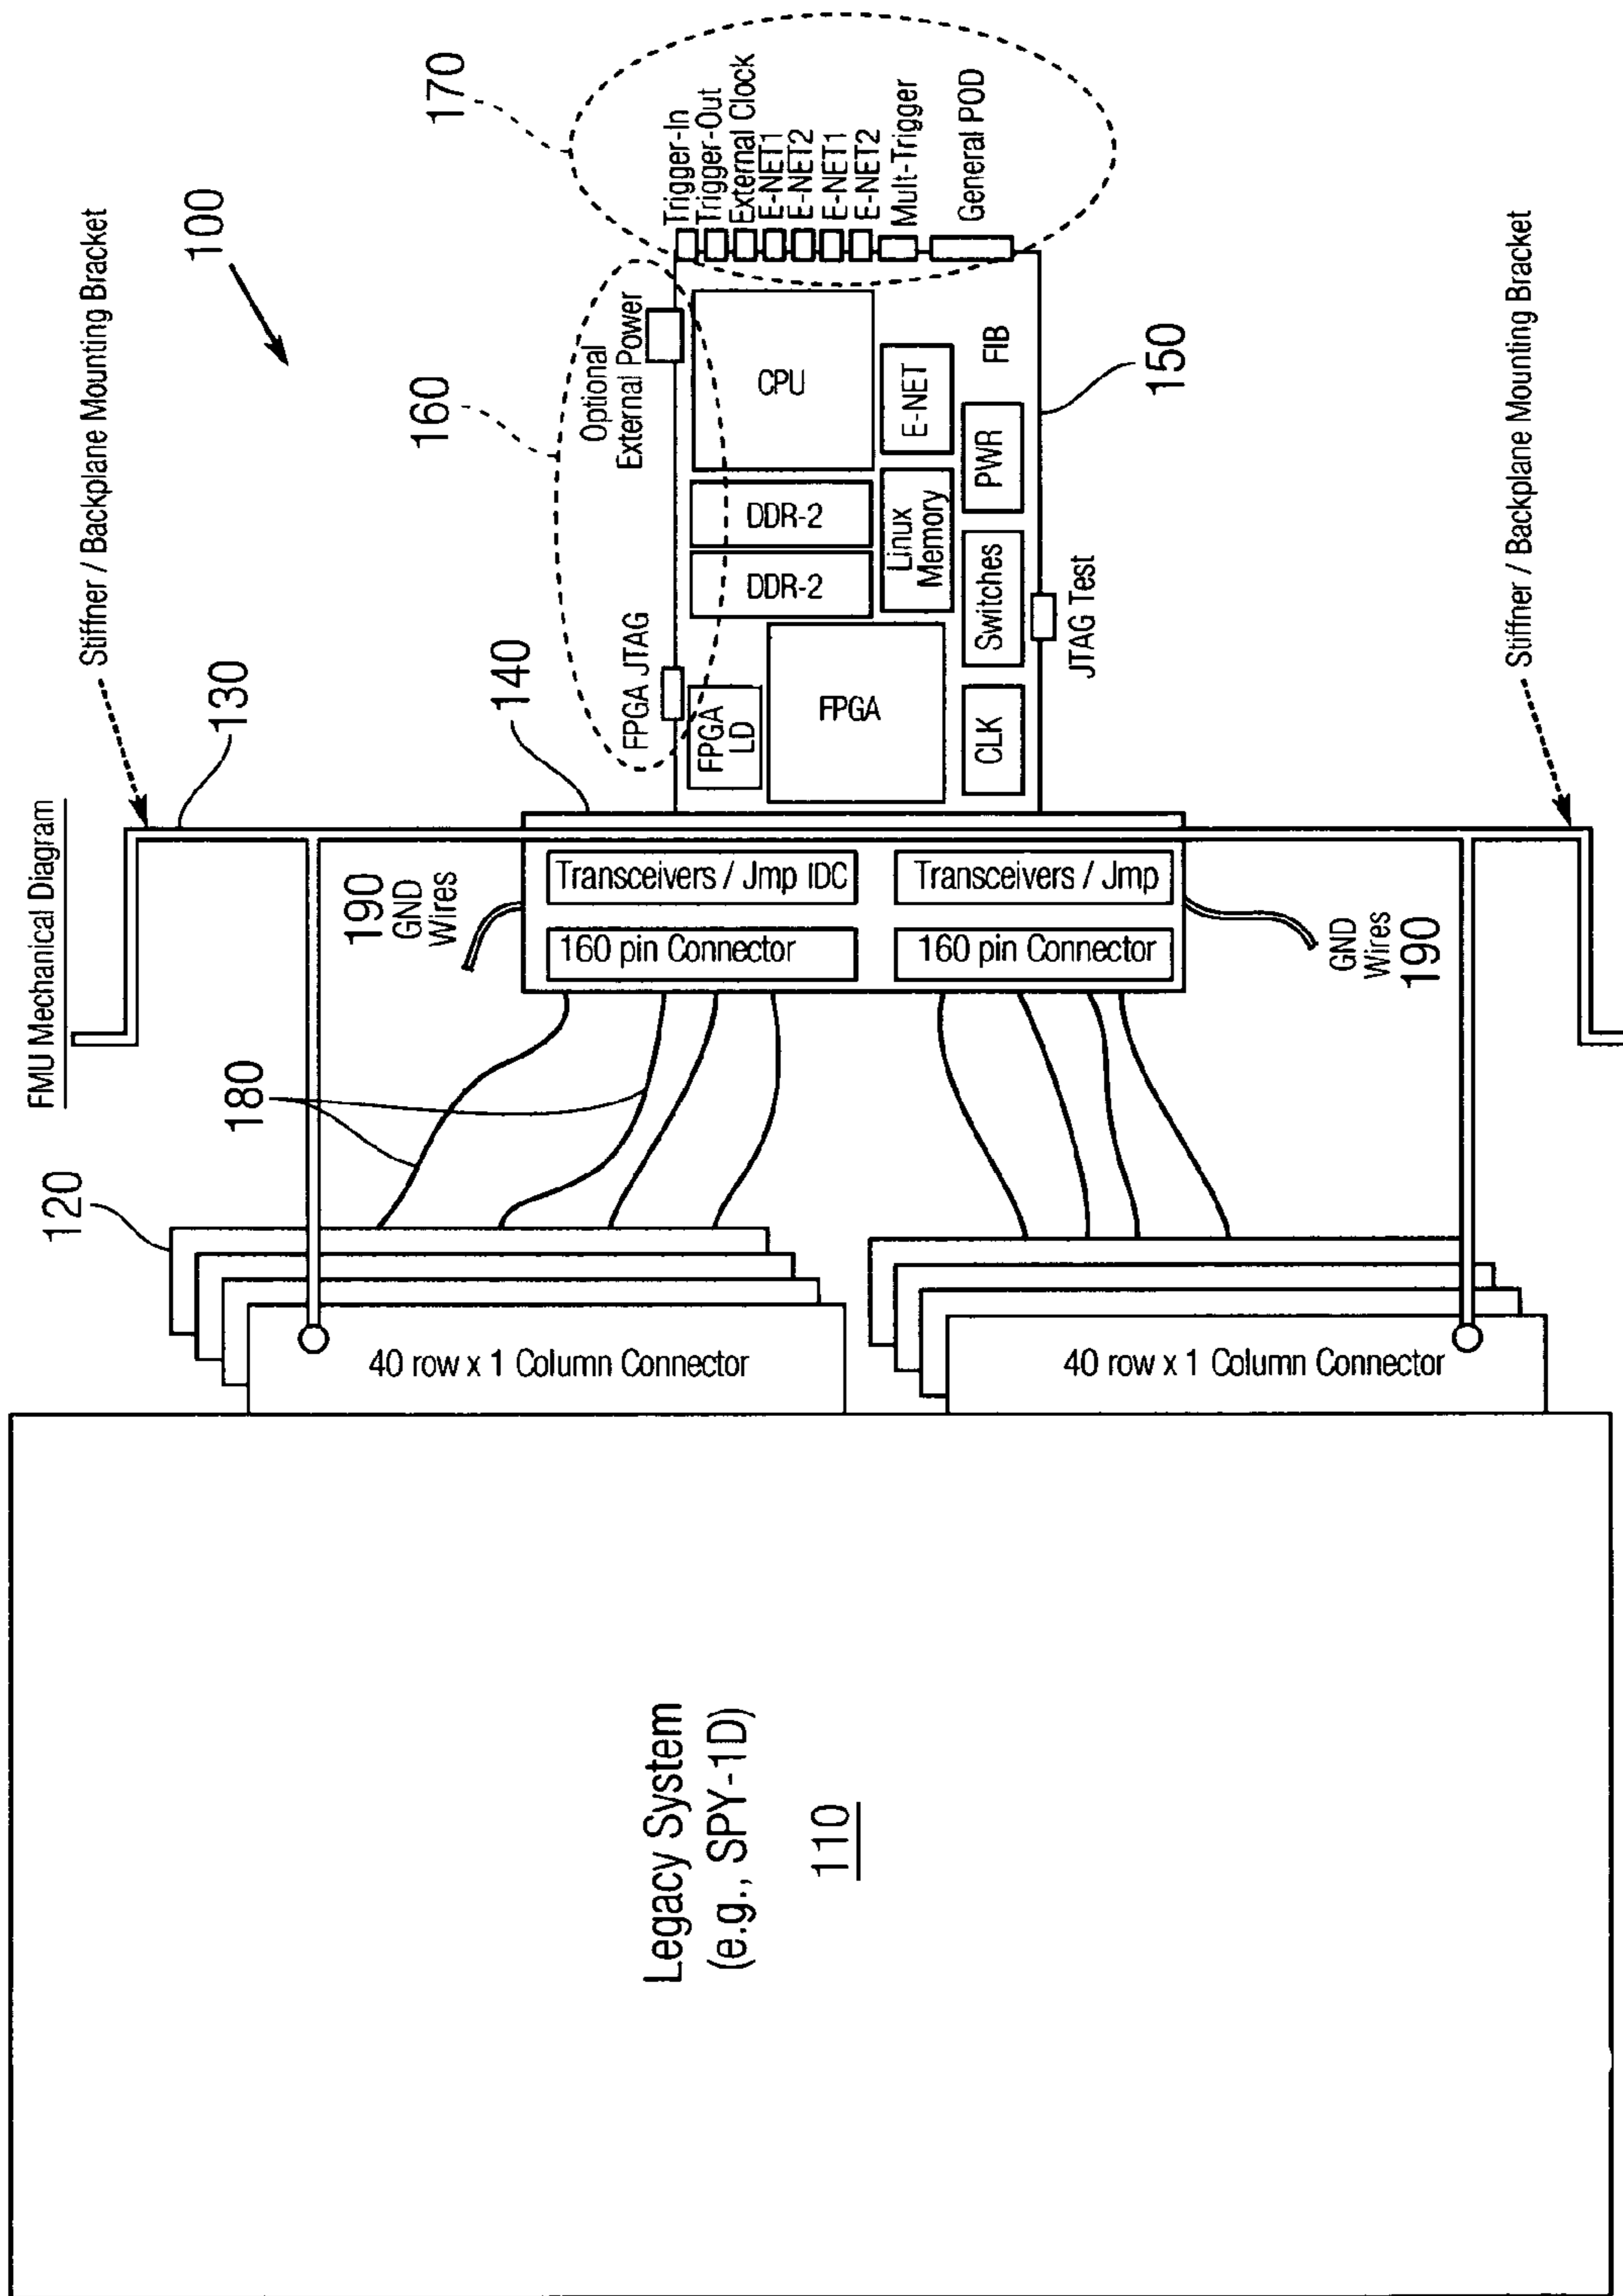 FMU Mechanical Diagram
100
Stiffner / Backplane Mounting Bracket
130
170
160
140
Trigger-In
Trigger-Out
External Clock
E-NET1
E-NET2
E-NET1
E-NET2
Mult-Trigger
General POD
Optional
External Power
FPGA JTAG
CPU
DDR-2
DDR-2
FPGA
LD
FPGA
E-NET
Linux
Memory
FIB
PWR
Switches
CLK
150
JTAG Test
Stiffner / Backplane Mounting Bracket
190
GND
Wires
Transceivers / Jmp IDC
Transceivers / Jmp
160 pin Connector
160 pin Connector
GND
Wires
190
180
120
40 row x 1 Column Connector
40 row x 1 Column Connector
Legacy System
(e.g., SPY-1D)
110